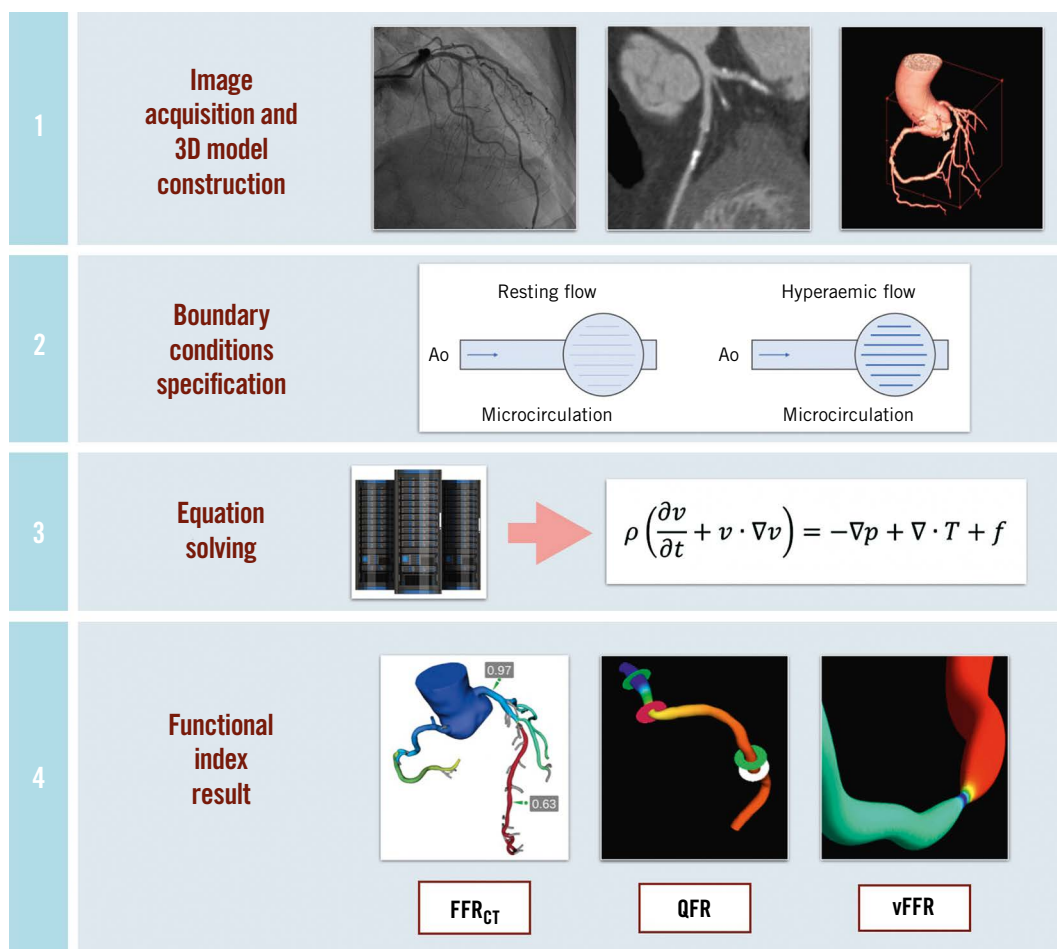 1
Image
acquisition and
3D model
construction
2
Boundary
conditions
specification
Resting flow
Ao
Microcirculation
Hyperaemic flow
Ao
Microcirculation
3
Equation
solving
ρ(∂v/∂t + v · ∇v) = −∇p + ∇ · T + f
4
Functional
index
result
0.97
0.63
FFRCT
QFR
vFFR